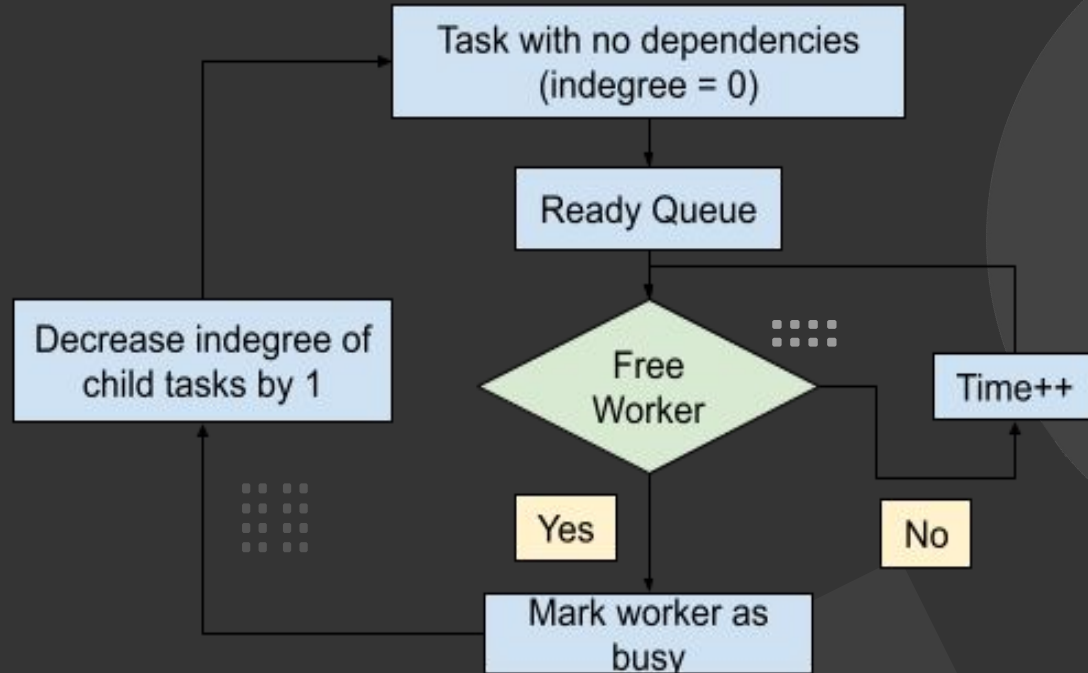 Task with no dependencies
(indegree = 0)
Ready Queue
Decrease indegree of
child tasks by 1
Free
Worker
Time++
Yes
No
Mark worker as
busy